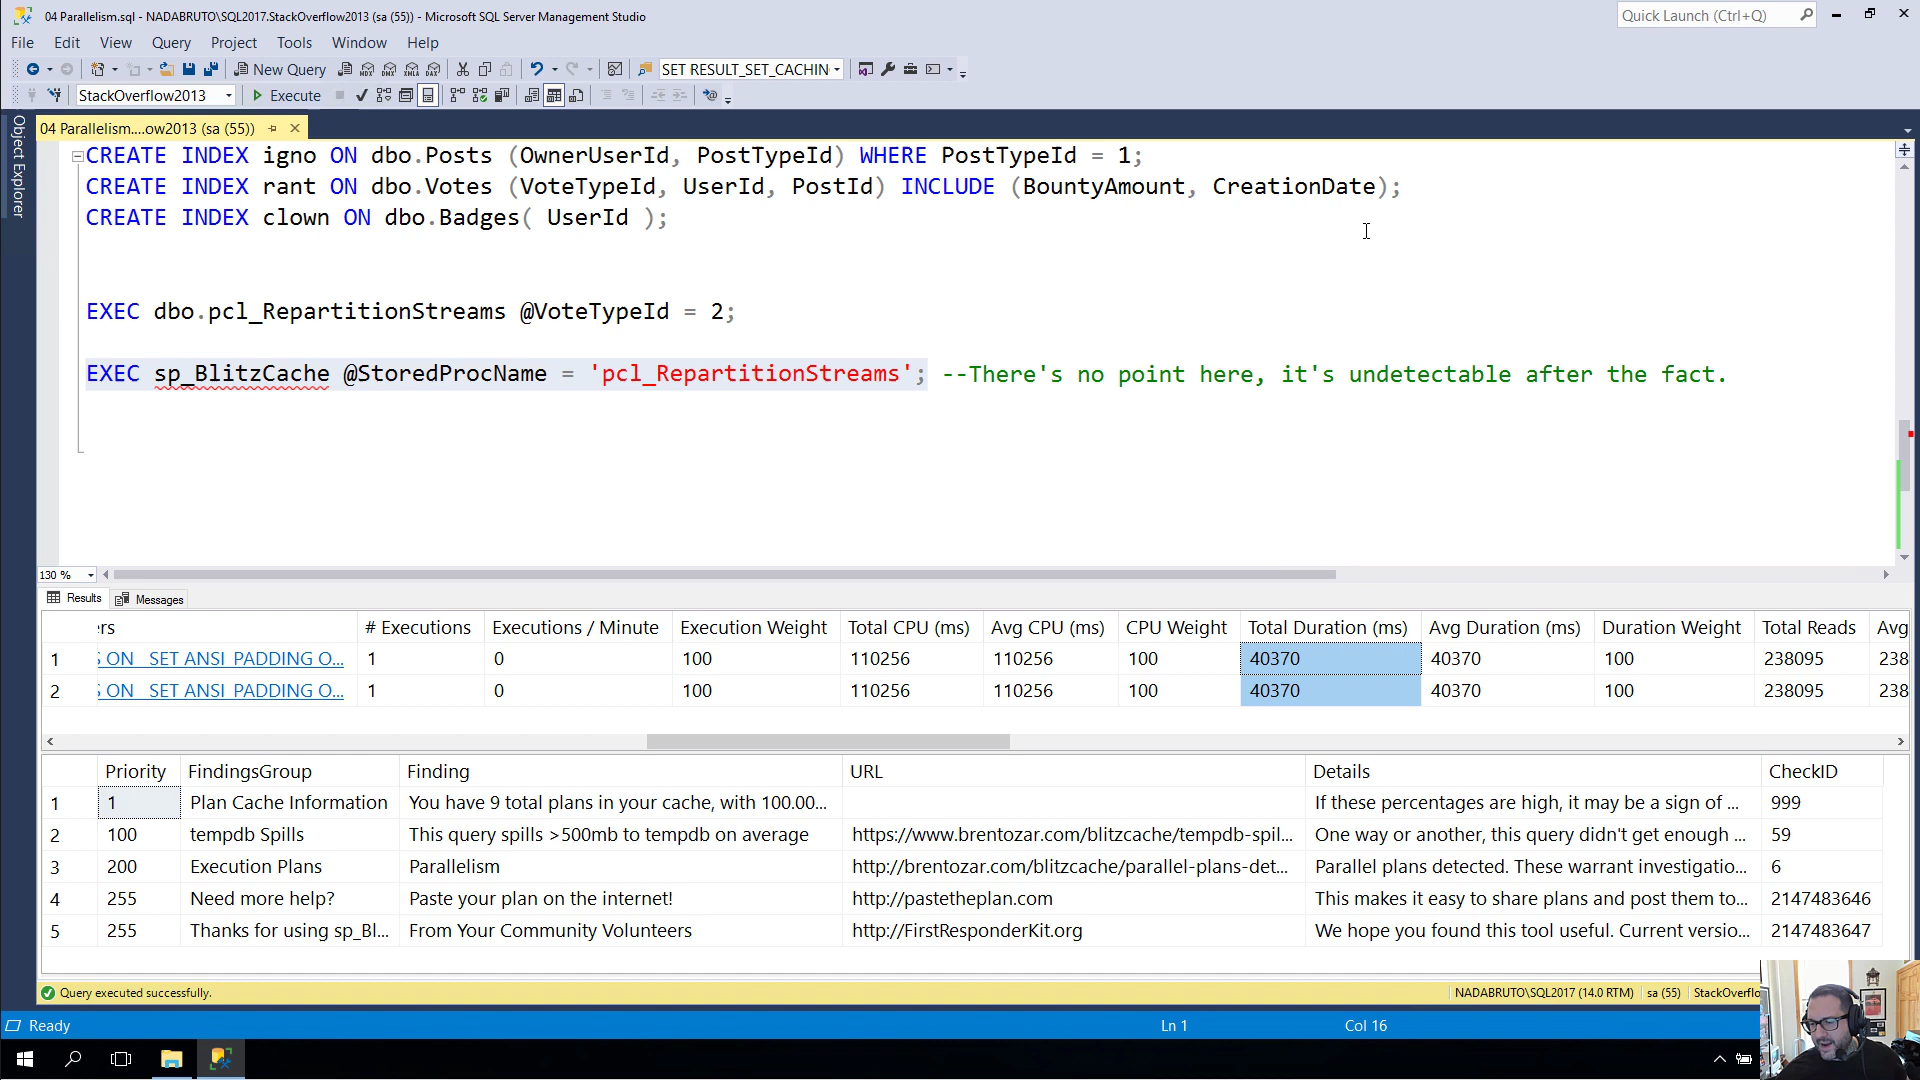 04 Parallelism.sql - NADABRUTO\SQL2017.StackOverflow2013 (sa (55)) - Microsoft SQL Server Management Studio
Quick Launch (Ctrl+Q)
File Edit View Query Project Tools Window Help
New Query SET RESULT_SET_CACHIN
StackOverflow2013 Execute
Object Explorer
04 Parallelism....ow2013 (sa (55))
CREATE INDEX igno ON dbo.Posts (OwnerUserId, PostTypeId) WHERE PostTypeId = 1;
CREATE INDEX rant ON dbo.Votes (VoteTypeId, UserId, PostId) INCLUDE (BountyAmount, CreationDate);
CREATE INDEX clown ON dbo.Badges( UserId );
EXEC dbo.pcl_RepartitionStreams @VoteTypeId = 2;
EXEC sp_BlitzCache @StoredProcName = 'pcl_RepartitionStreams'; --There's no point here, it's undetectable after the fact.
130 %
Results Messages
ers # Executions Executions / Minute Execution Weight Total CPU (ms) Avg CPU (ms) CPU Weight Total Duration (ms) Avg Duration (ms) Duration Weight Total Reads Avg
1 S ON SET ANSI PADDING O... 1 0 100 110256 110256 100 40370 40370 100 238095 238
2 S ON SET ANSI PADDING O... 1 0 100 110256 110256 100 40370 40370 100 238095 238
Priority FindingsGroup Finding URL Details CheckID
1 1 Plan Cache Information You have 9 total plans in your cache, with 100.00... If these percentages are high, it may be a sign of ... 999
2 100 tempdb Spills This query spills >500mb to tempdb on average https://www.brentozar.com/blitzcache/tempdb-spil... One way or another, this query didn't get enough ... 59
3 200 Execution Plans Parallelism http://brentozar.com/blitzcache/parallel-plans-det... Parallel plans detected. These warrant investigatio... 6
4 255 Need more help? Paste your plan on the internet! http://pastetheplan.com This makes it easy to share plans and post them to... 2147483646
5 255 Thanks for using sp_Bl... From Your Community Volunteers http://FirstResponderKit.org We hope you found this tool useful. Current versio... 2147483647
Query executed successfully. NADABRUTO\SQL2017 (14.0 RTM) sa (55) StackOverflo
Ready Ln 1 Col 16